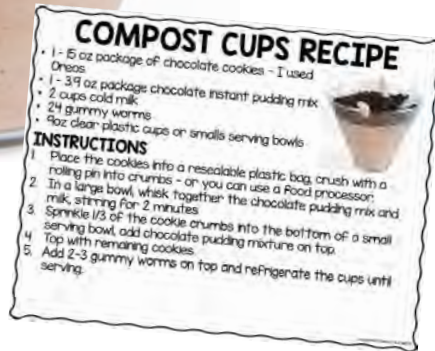 COMPOST CUPS RECIPE
• 1 - 15 oz package of chocolate cookies - I used
Oreos
• 1 - 3.9 oz package chocolate instant pudding mix
• 2 cups cold milk
• 24 gummy worms
• 9oz clear plastic cups or smalls serving bowls
INSTRUCTIONS
1. Place the cookies into a resealable plastic bag, crush with a
rolling pin into crumbs - or you can use a food processor.
2. In a large bowl, whisk together the chocolate pudding mix and
milk, stirring for 2 minutes
3. Sprinkle 1/3 of the cookie crumbs into the bottom of a small
serving bowl, add chocolate pudding mixture on top.
4. Top with remaining cookies
5. Add 2-3 gummy worms on top and refrigerate the cups until
serving.